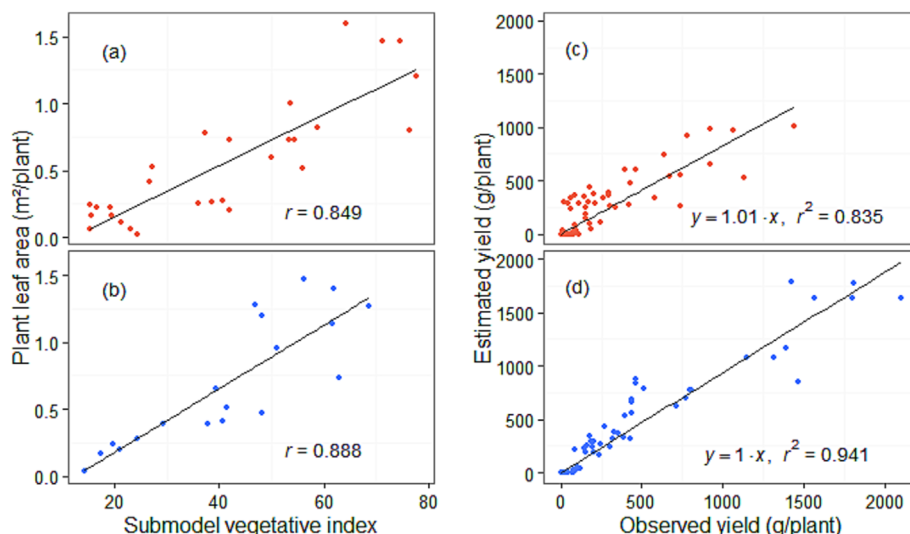 (a)
1.5
1.0
0.5
0.0
r = 0.849
(b)
1.5
1.0
0.5
0.0
r = 0.888
Plant leaf area (m²/plant)
20
40
60
80
Submodel vegetative index
(c)
2000
1500
1000
500
0
y = 1.01 · x, r² = 0.835
(d)
2000
1500
1000
500
0
y = 1 · x, r² = 0.941
Estimated yield (g/plant)
0
500
1000
1500
2000
Observed yield (g/plant)